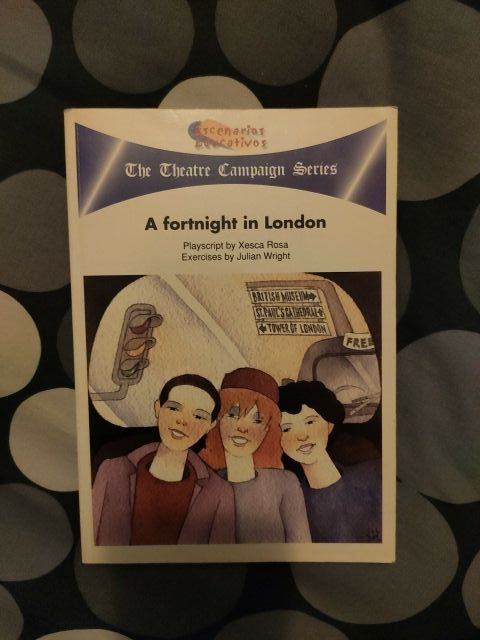 Escenarios
Educativos
The Theatre Campaign Series
A fortnight in London
Playscript by Xesca Rosa
Exercises by Julian Wright
BRITISH MUSEUM
ST. PAUL'S CATHEDRAL
TOWER OF LONDON
FREE